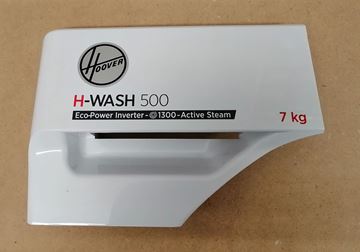 HOOVER
H-WASH 500
Eco-Power Inverter - 1300 - Active Steam
7 kg